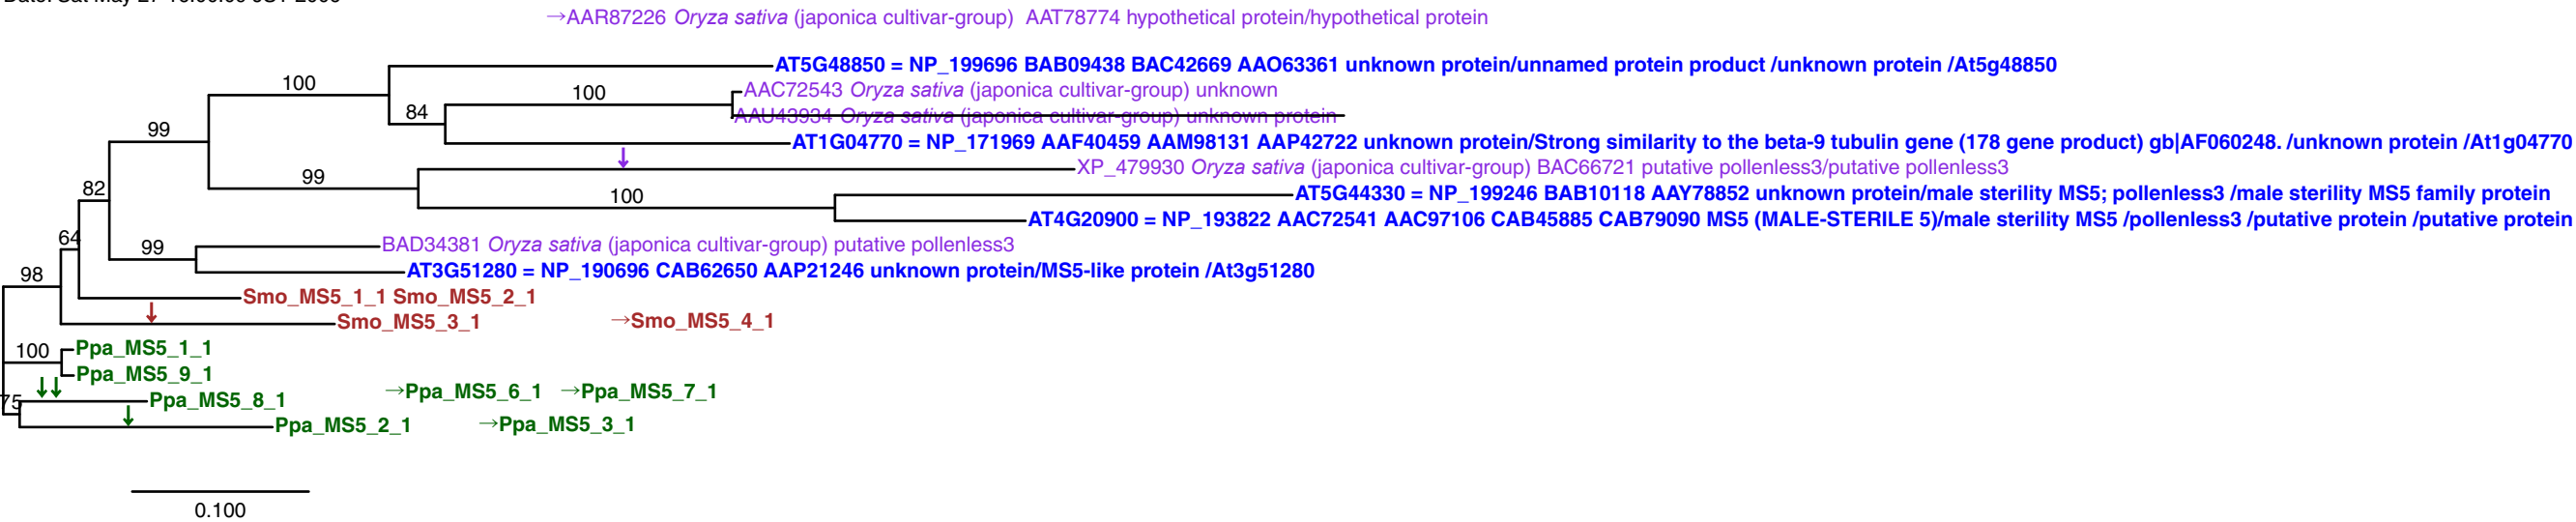 →AAR87226 Oryza sativa (japonica cultivar-group) AAT78774 hypothetical protein/hypothetical protein
AT5G48850 = NP_199696 BAB09438 BAC42669 AAO63361 unknown protein/unnamed protein product /unknown protein /At5g48850
100
AAC72543 Oryza sativa (japonica cultivar-group) unknown
100
84
AAU43934 Oryza sativa (japonica cultivar-group) unknown protein
99
AT1G04770 = NP_171969 AAF40459 AAM98131 AAP42722 unknown protein/Strong similarity to the beta-9 tubulin gene (178 gene product) gb|AF060248. /unknown protein /At1g04770
XP_479930 Oryza sativa (japonica cultivar-group) BAC66721 putative pollenless3/putative pollenless3
99
82
100
AT5G44330 = NP_199246 BAB10118 AAY78852 unknown protein/male sterility MS5; pollenless3 /male sterility MS5 family protein
AT4G20900 = NP_193822 AAC72541 AAC97106 CAB45885 CAB79090 MS5 (MALE-STERILE 5)/male sterility MS5 /pollenless3 /putative protein /putative protein
64
99
BAD34381 Oryza sativa (japonica cultivar-group) putative pollenless3
98
AT3G51280 = NP_190696 CAB62650 AAP21246 unknown protein/MS5-like protein /At3g51280
Smo_MS5_1_1 Smo_MS5_2_1
Smo_MS5_3_1 →Smo_MS5_4_1
100
Ppa_MS5_1_1
Ppa_MS5_9_1
→Ppa_MS5_6_1 →Ppa_MS5_7_1
75
Ppa_MS5_8_1
Ppa_MS5_2_1 →Ppa_MS5_3_1
0.100